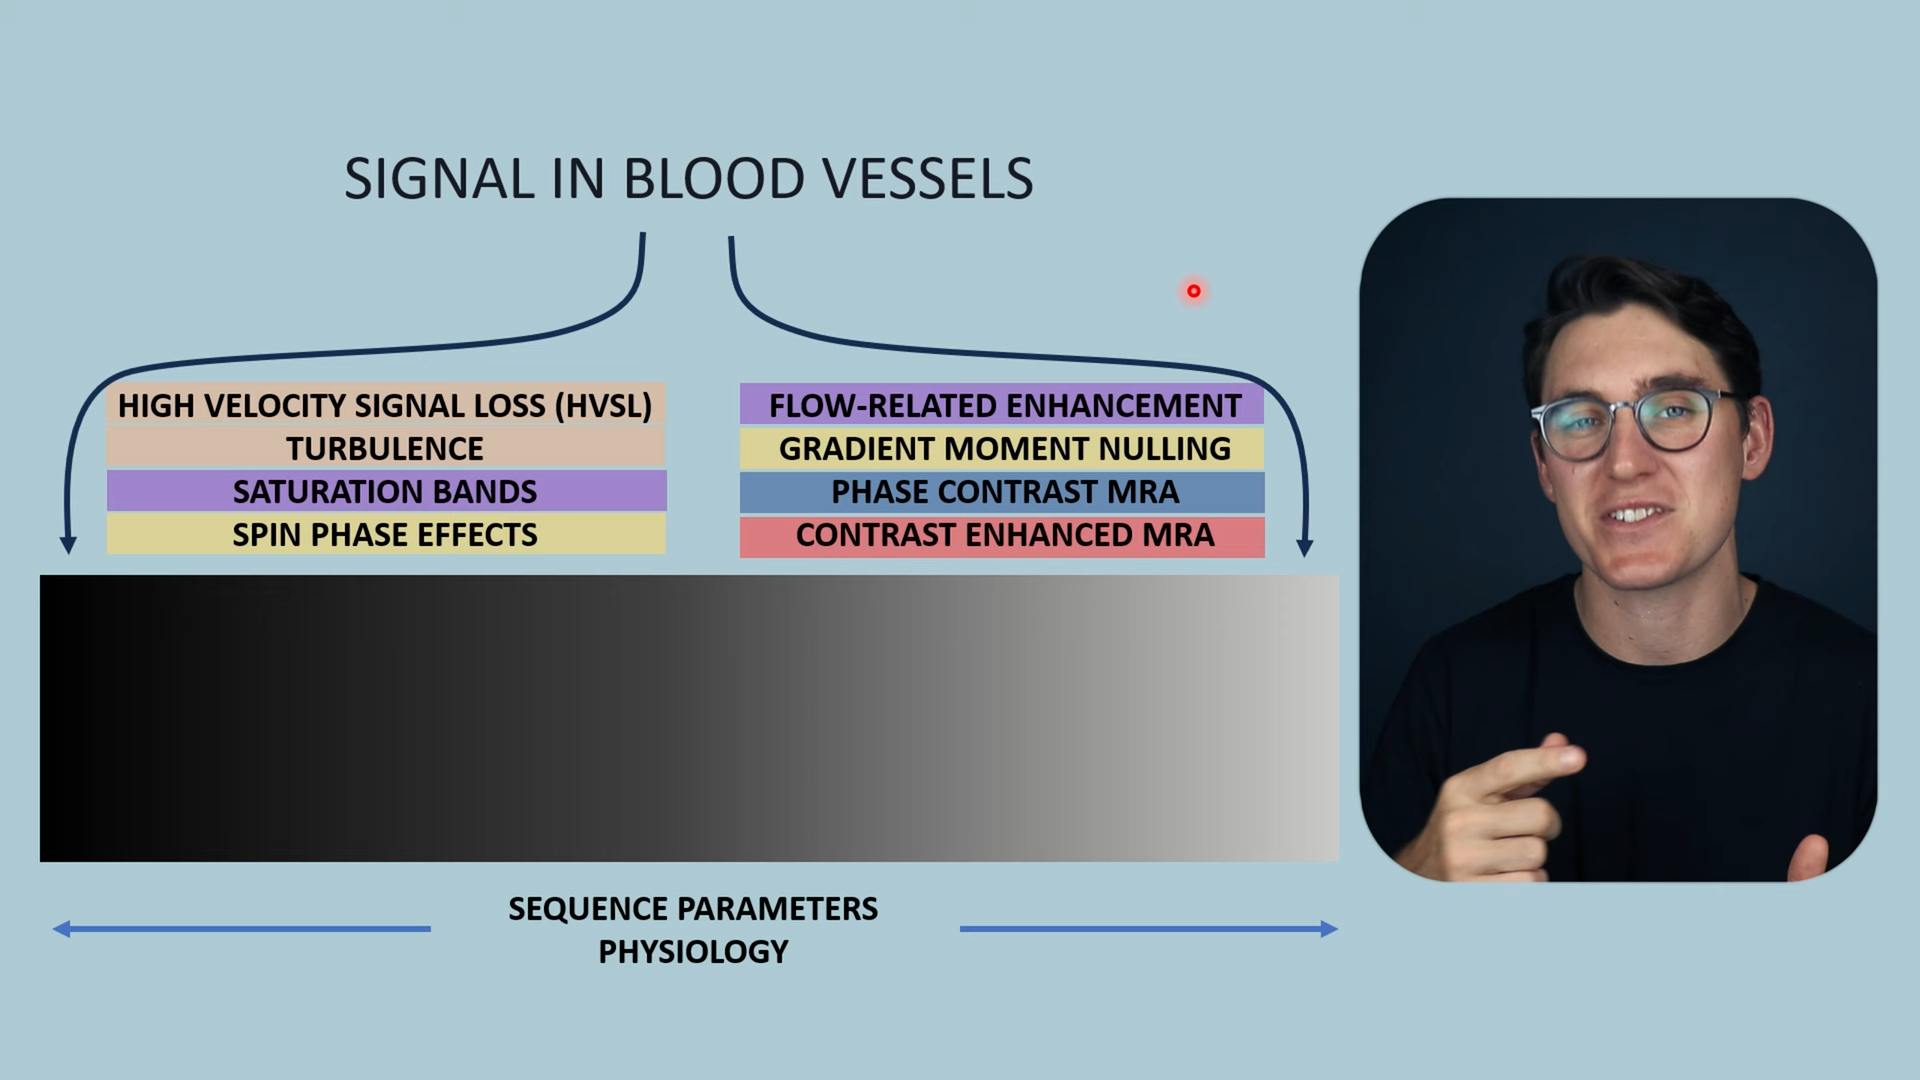 SIGNAL IN BLOOD VESSELS
HIGH VELOCITY SIGNAL LOSS (HVSL)
TURBULENCE
SATURATION BANDS
SPIN PHASE EFFECTS
FLOW-RELATED ENHANCEMENT
GRADIENT MOMENT NULLING
PHASE CONTRAST MRA
CONTRAST ENHANCED MRA
SEQUENCE PARAMETERS
PHYSIOLOGY